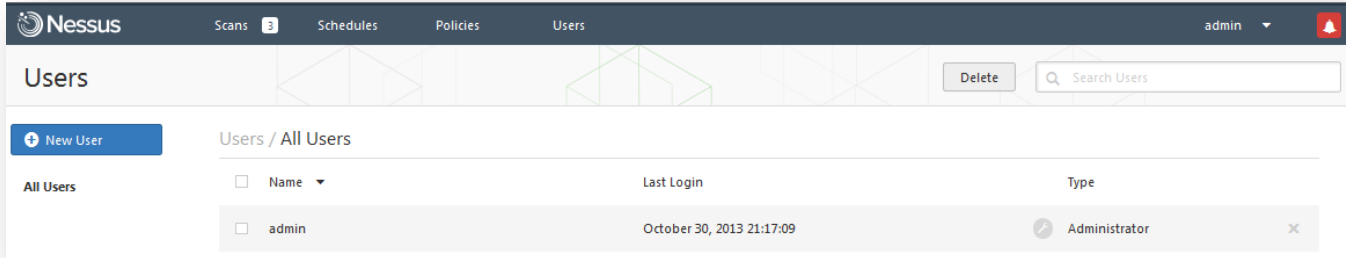 Nessus Scans 3 Schedules Policies Users admin
Users Delete Search Users
New User Users / All Users
All Users Name Last Login Type
admin October 30, 2013 21:17:09 Administrator